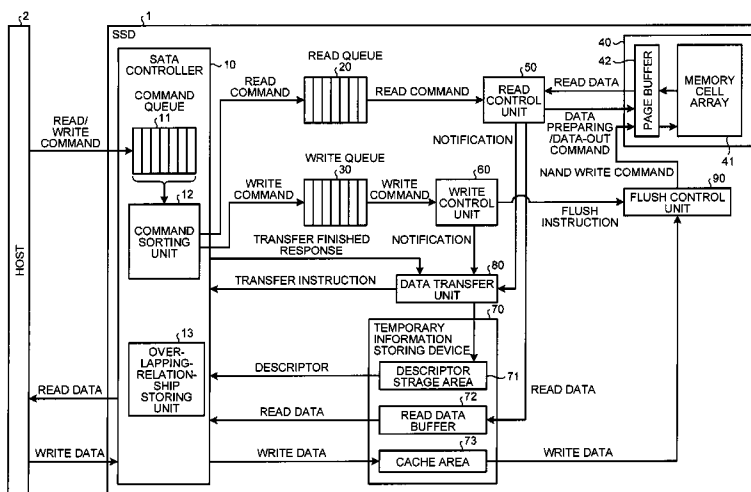 2
1
SSD
HOST
SATA
CONTROLLER
10
COMMAND
QUEUE
11
READ/
WRITE
COMMAND
12
COMMAND
SORTING
UNIT
READ
COMMAND
READ QUEUE
20
READ COMMAND
50
READ
CONTROL
UNIT
40
42
PAGE BUFFER
MEMORY
CELL
ARRAY
41
READ DATA
DATA
PREPARING
/DATA-OUT
COMMAND
NAND WRITE COMMAND
NOTIFICATION
WRITE
COMMAND
WRITE QUEUE
30
WRITE
COMMAND
60
WRITE
CONTROL
UNIT
FLUSH
INSTRUCTION
90
FLUSH CONTROL
UNIT
TRANSFER FINISHED
RESPONSE
NOTIFICATION
TRANSFER INSTRUCTION
80
DATA TRANSFER
UNIT
70
TEMPORARY
INFORMATION
STORING DEVICE
13
OVER-
LAPPING-
RELATION-
SHIP
STORING
UNIT
DESCRIPTOR
DESCRIPTOR
STRAGE AREA
71
READ DATA
READ DATA
72
READ DATA
BUFFER
READ DATA
WRITE DATA
WRITE DATA
73
CACHE AREA
WRITE DATA